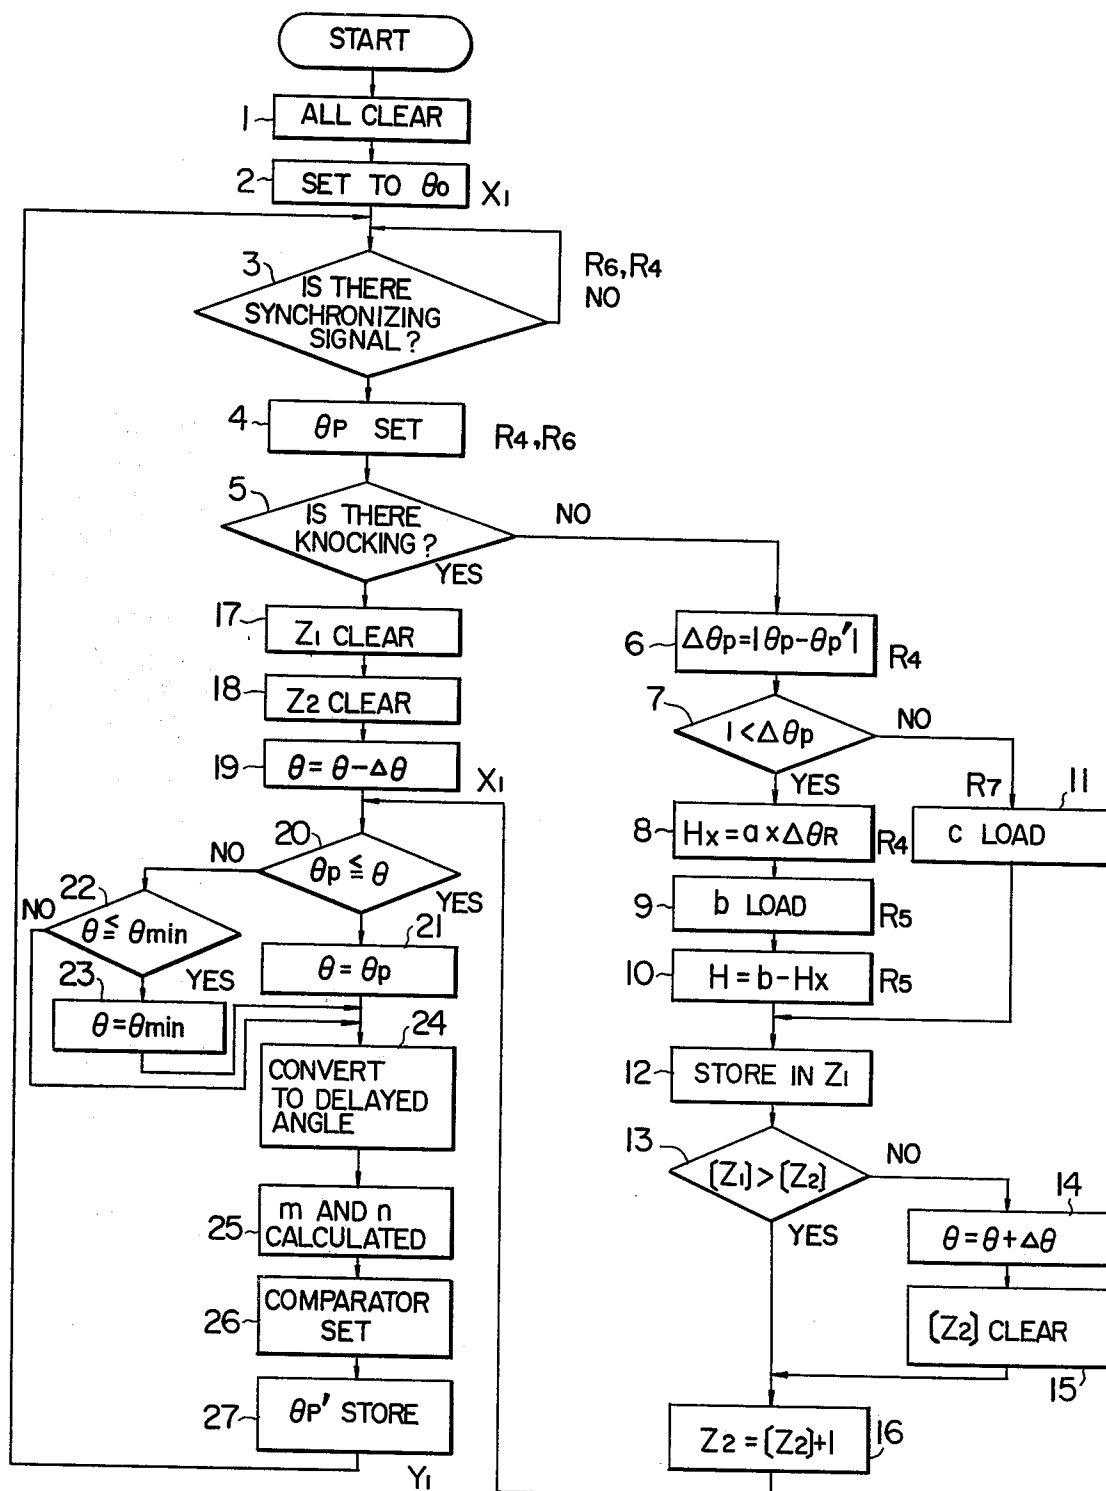 START
1
ALL CLEAR
2
SET TO θo
X1
3
IS THERE
SYNCHRONIZING
SIGNAL?
R6,R4
NO
4
θP SET
R4,R6
5
IS THERE
KNOCKING?
NO
YES
17
Z1 CLEAR
18
Z2 CLEAR
19
θ = θ-Δθ
X1
20
θp ≦ θ
NO
YES
22
θ ≦ θmin
NO
YES
21
θ = θp
23
θ = θmin
24
CONVERT
TO DELAYED
ANGLE
25
m AND n
CALCULATED
26
COMPARATOR
SET
27
θP' STORE
Y1
6
Δθp=|θp-θp'|
R4
7
1<Δθp
NO
YES
R7
11
c LOAD
8
Hx=a x ΔθR
R4
9
b LOAD
R5
10
H=b-Hx
R5
12
STORE IN Z1
13
[Z1]>[Z2]
NO
YES
14
θ=θ+Δθ
[Z2] CLEAR
15
Z2=[Z2]+1
16